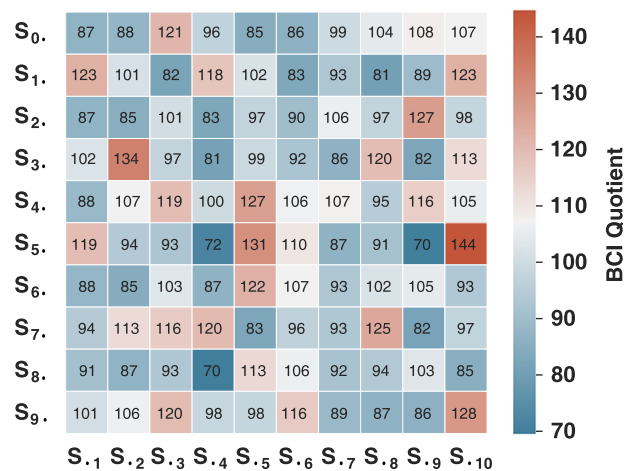 S0. 87 88 121 96 85 86 99 104 108 107
S1. 123 101 82 118 102 83 93 81 89 123
S2. 87 85 101 83 97 90 106 97 127 98
S3. 102 134 97 81 99 92 86 120 82 113
S4. 88 107 119 100 127 106 107 95 116 105
S5. 119 94 93 72 131 110 87 91 70 144
S6. 88 85 103 87 122 107 93 102 105 93
S7. 94 113 116 120 83 96 93 125 82 97
S8. 91 87 93 70 113 106 92 94 103 85
S9. 101 106 120 98 98 116 89 87 86 128
S.1 S.2 S.3 S.4 S.5 S.6 S.7 S.8 S.9 S.10
140
130
120
110
100
90
80
70
BCI Quotient